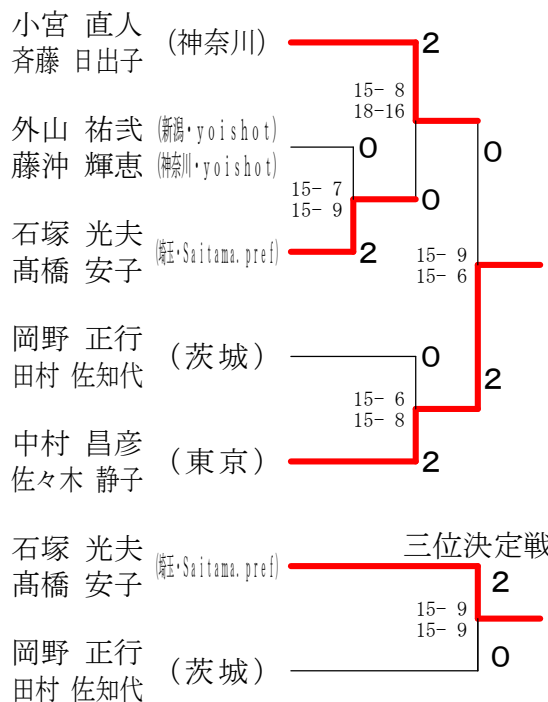 小宮 直人
斉藤 日出子
(神奈川)
2
15- 8
18-16
外山 祐弐 (新潟・yoishot)
藤沖 輝恵 (神奈川・yoishot)
0
0
0
15- 7
15- 9
石塚 光夫
髙橋 安子
(埼玉・Saitama.pref)
2
15- 9
15- 6
岡野 正行
田村 佐知代
(茨城)
0
2
15- 6
15- 8
中村 昌彦
佐々木 静子
(東京)
2
三位決定戦
石塚 光夫
髙橋 安子
(埼玉・Saitama.pref)
2
15- 9
15- 9
岡野 正行
田村 佐知代
(茨城)
0